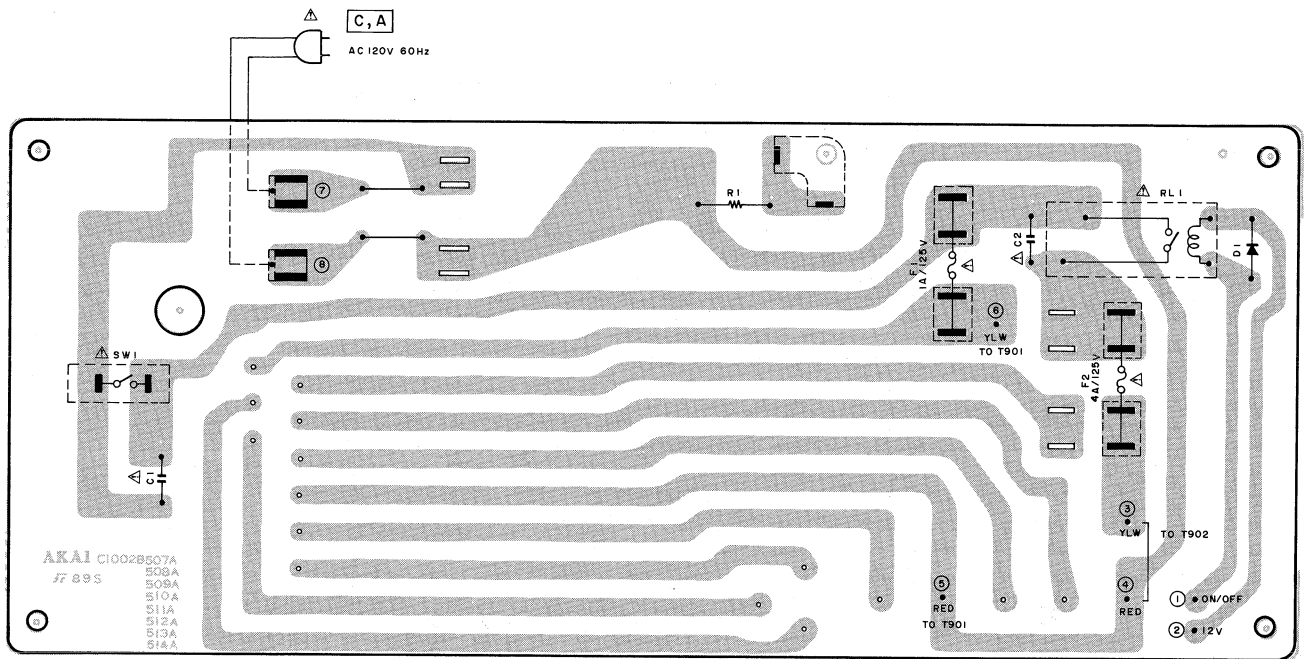 C, A
AC 120V 60Hz
7
8
R1
F1
1A/125V
C2
RL1
D1
6
YLW
TO T901
SW1
F2
4A/125V
C1
3
YLW
TO T902
AKAI C1002B507A
89S
508A
509A
510A
511A
512A
513A
514A
5
RED
TO T901
4
RED
1 ON/OFF
2 12V